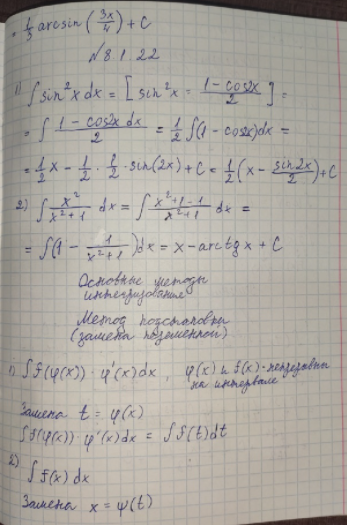 • 1/3 arcsin (3x/4) + C
№ 8.1.22
1) ∫ sin²x dx = [ sin²x = (1 - cos2x)/2 ] =
= ∫ (1 - cos2x dx)/2 = 1/2 ∫ (1 - cos2x) dx =
= 1/2 x - 1/2 · 1/2 · sin(2x) + C = 1/2 (x - sin2x/2) + C
2) ∫ x²/(x²+1) dx = ∫ (x²+1-1)/(x²+1) dx =
= ∫ (1 - 1/(x²+1)) dx = x - arctg x + C
Основные методы
интегрирования
Метод подстановки
(замена переменной)
1) ∫ f(φ(x)) · φ'(x) dx, φ(x) и f(x) - непрерывны
на интервале
Замена t = φ(x)
∫ f(φ(x)) · φ'(x) dx = ∫ f(t) dt
2)
∫ f(x) dx
Замена x = ψ(t)